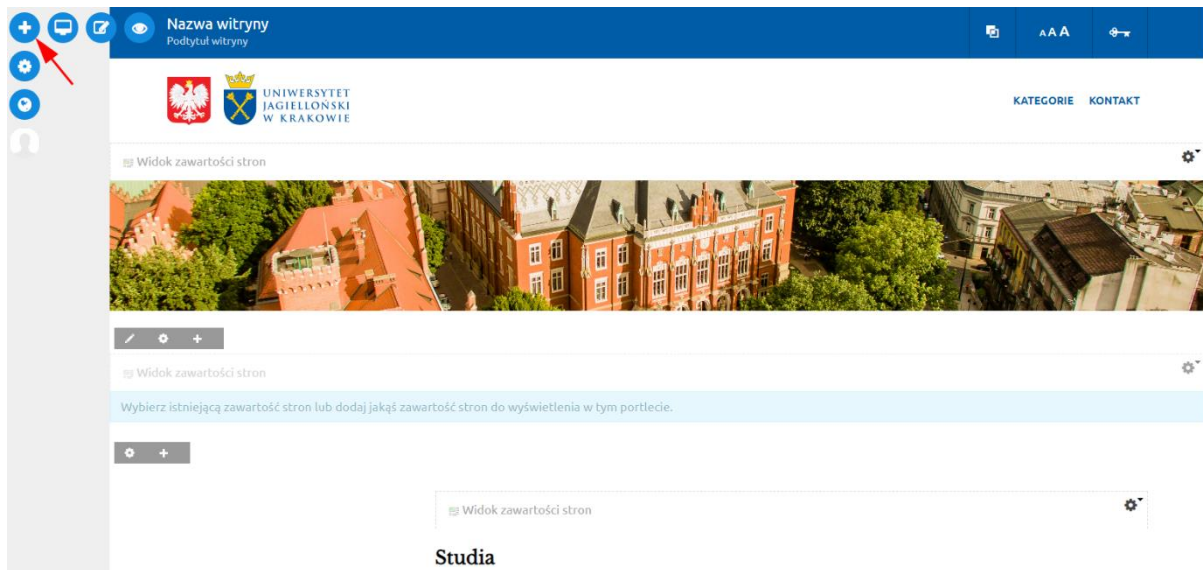 Nazwa witryny
Podtytuł witryny
AAA
UNIWERSYTET
JAGIELLOŃSKI
W KRAKOWIE
KATEGORIE KONTAKT
Widok zawartości stron
Widok zawartości stron
Wybierz istniejącą zawartość stron lub dodaj jakąś zawartość stron do wyświetlenia w tym portlecie.
Widok zawartości stron
Studia